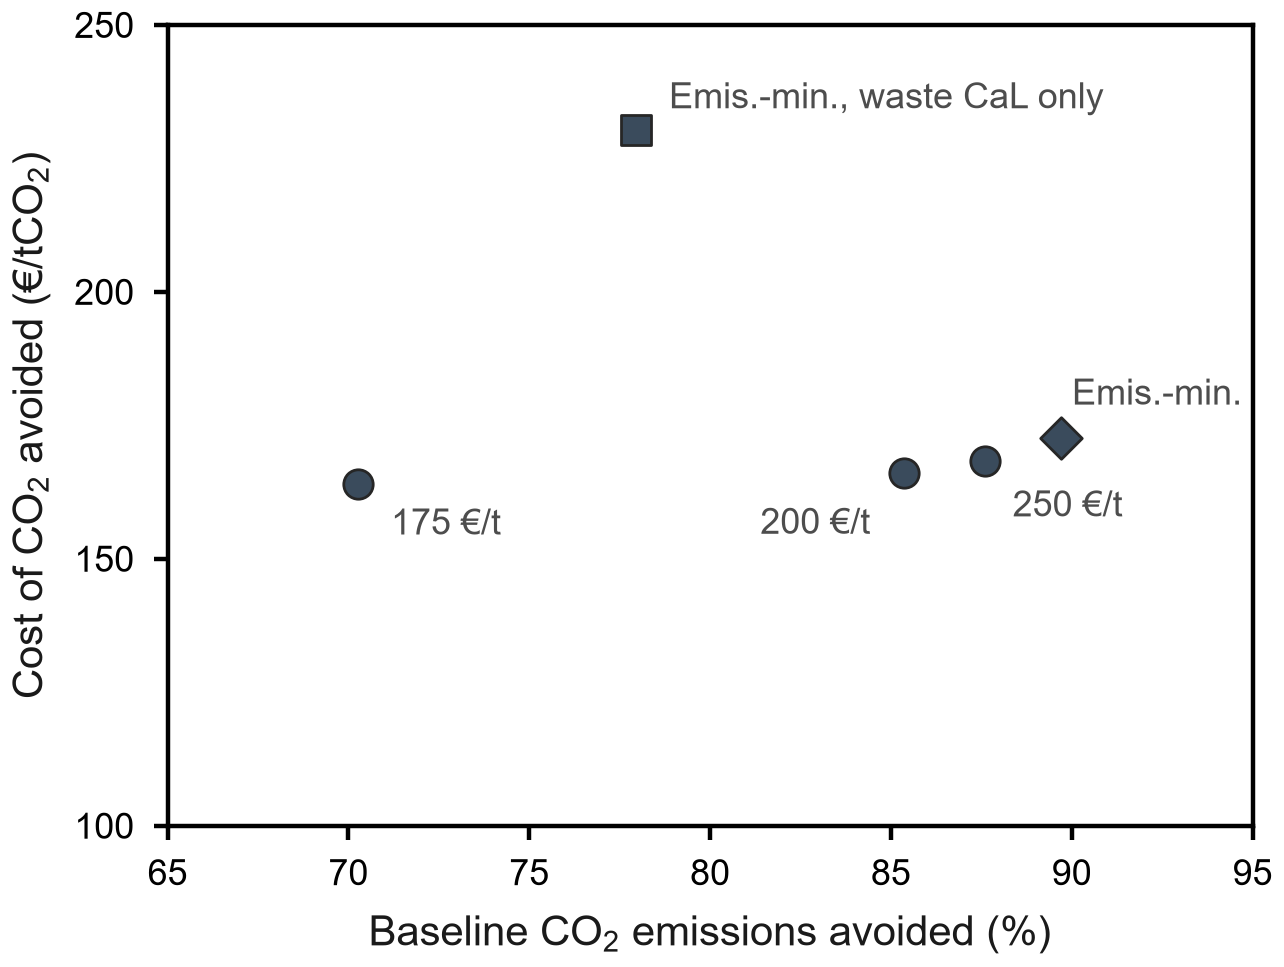 250
200
150
100
Cost of CO₂ avoided (€/tCO₂)
Emis.-min., waste CaL only
Emis.-min.
175 €/t
200 €/t
250 €/t
65 70 75 80 85 90 95
Baseline CO₂ emissions avoided (%)